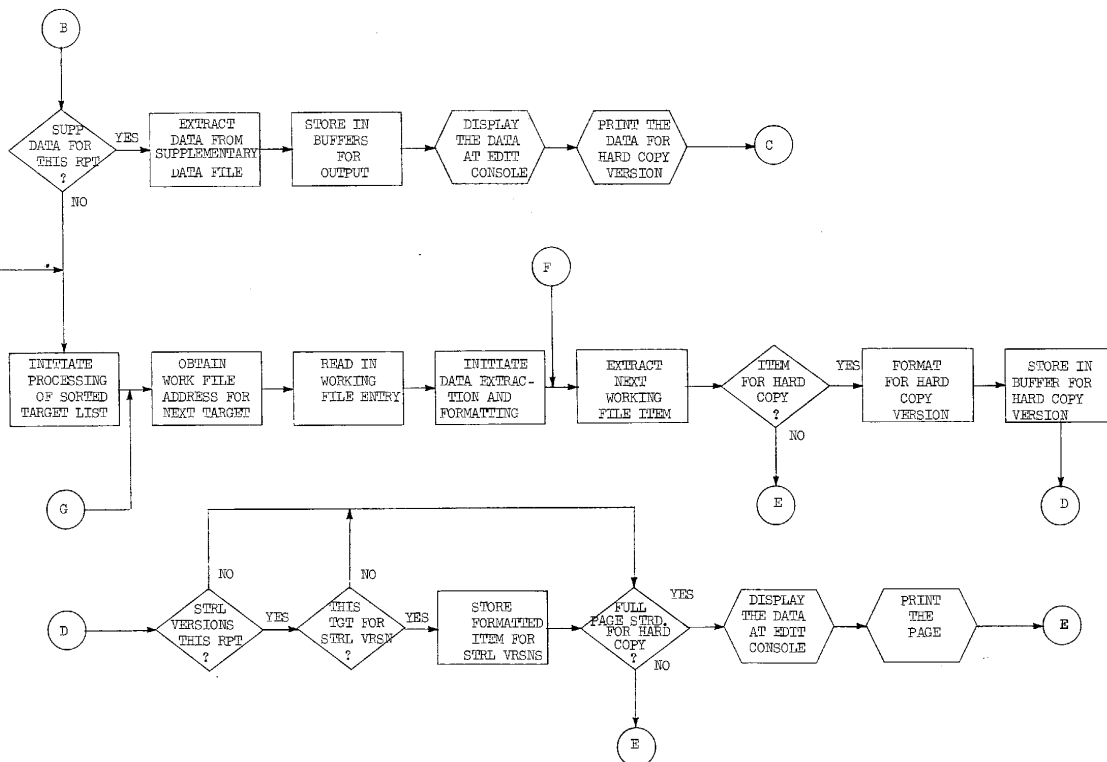 B
SUPP
DATA FOR
THIS RPT
?
YES
NO
EXTRACT
DATA FROM
SUPPLEMENTARY
DATA FILE
STORE IN
BUFFERS
FOR
OUTPUT
DISPLAY
THE DATA
AT EDIT
CONSOLE
PRINT THE
DATA FOR
HARD COPY
VERSION
C
F
INITIATE
PROCESSING
OF SORTED
TARGET LIST
OBTAIN
WORK FILE
ADDRESS FOR
NEXT TARGET
READ IN
WORKING
FILE ENTRY
INITIATE
DATA EXTRAC-
TION AND
FORMATTING
EXTRACT
NEXT
WORKING
FILE ITEM
ITEM
FOR HARD
COPY
?
YES
NO
FORMAT
FOR HARD
COPY
VERSION
STORE IN
BUFFER FOR
HARD COPY
VERSION
G
E
D
D
STRL
VERSIONS
THIS RPT
?
NO
YES
THIS
TGT FOR
STRL VRSN
?
NO
YES
STORE
FORMATTED
ITEM FOR
STRL VRSNS
FULL
PAGE STRD.
FOR HARD
COPY
?
YES
NO
DISPLAY
THE DATA
AT EDIT
CONSOLE
PRINT
THE
PAGE
E
E